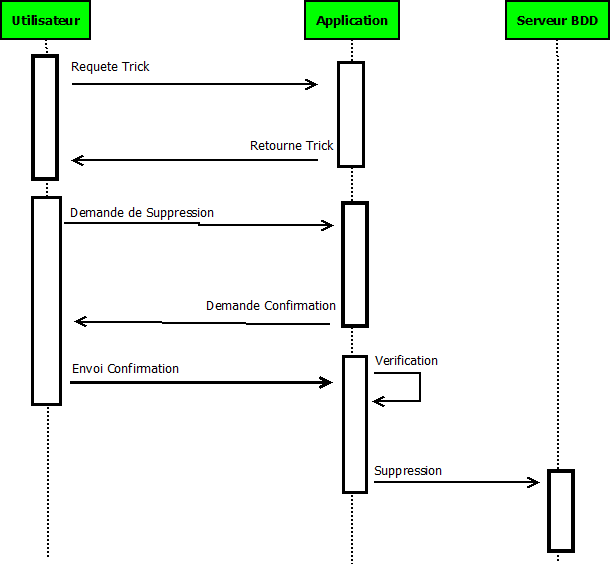 Utilisateur
Application
Serveur BDD
Requete Trick
Retourne Trick
Demande de Suppression
Demande Confirmation
Envoi Confirmation
Verification
Suppression